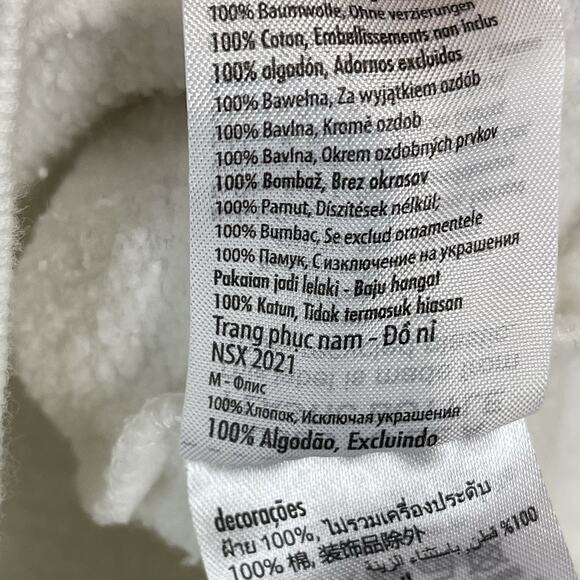 100% Baumwolle, Ohne verzierungen
100% Coton, Embellissements non inclus
100% algodón, Adornos excluidos
100% Bawełna, Za wyjątkiem ozdób
100% Bavlna, Kromě ozdob
100% Bavlna, Okrem ozdobných prvkov
100% Bombaž, Brez okrasov
100% Pamut, Díszítések nélkül;
100% Bumbac, Se exclud ornamentele
100% Памук, С изключение на украшения
Pakaian jadi lelaki - Baju hangat
100% Katun, Tidak termasuk hiasan
Trang phục nam - Đồ nỉ
NSX 2021
М - Флис
100% Хлопок, Исключая украшения
100% Algodão, Excluindo
decorações
ฝ้าย 100%, ไม่รวมเครื่องประดับ
100% 棉, 装饰品除外
100% قطن، باستثناء الزينة